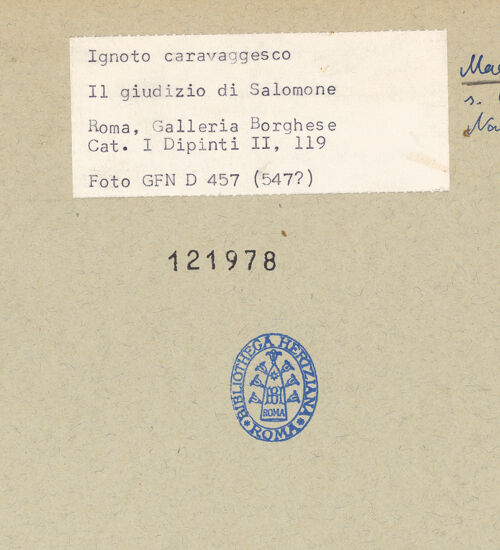 Ignoto caravaggesco
Il giudizio di Salomone
Roma, Galleria Borghese
Cat. I Dipinti II, 119
Foto GFN D 457 (547?)
s.
121978
BIBLIOTHECA HERTZIANA
ROMA
ROMA